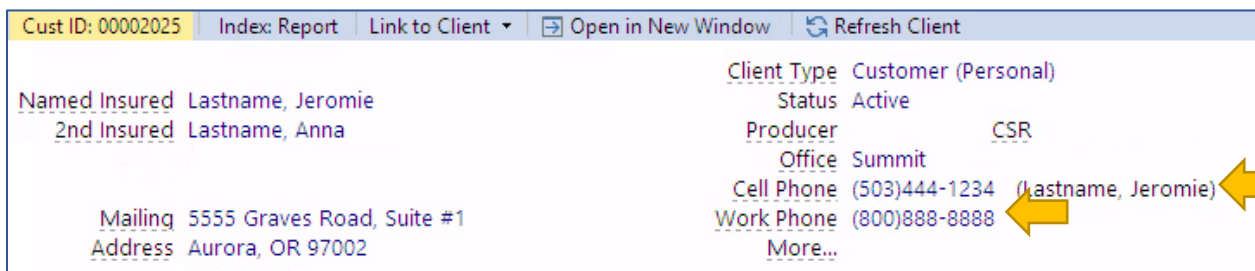 Cust ID: 00002025 Index: Report Link to Client Open in New Window Refresh Client
Client Type Customer (Personal)
Named Insured Lastname, Jeromie Status Active
2nd Insured Lastname, Anna Producer CSR
Office Summit
Cell Phone (503)444-1234 (Lastname, Jeromie)
Mailing 5555 Graves Road, Suite #1 Work Phone (800)888-8888
Address Aurora, OR 97002 More...